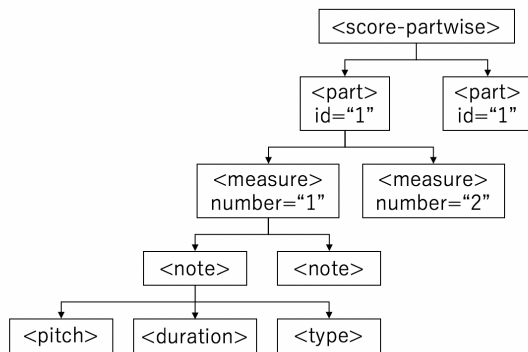 <score-partwise>
<part>
id=“1”
<part>
id=“1”
<measure>
number=“1”
<measure>
number=“2”
<note>
<note>
<pitch>
<duration>
<type>